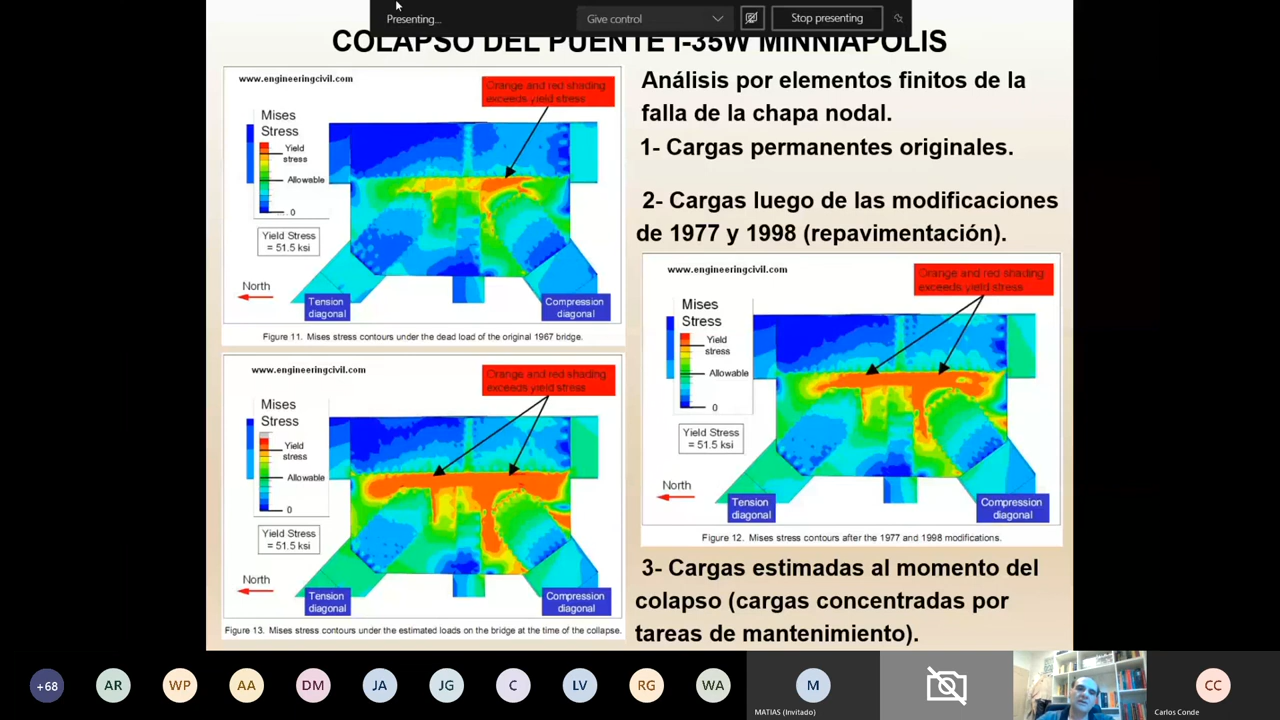 Presenting...
Give control
Stop presenting
COLAPSO DEL PUENTE I-35W MINNIAPOLIS
www.engineeringcivil.com
Orange and red shading
exceeds yield stress
Mises
Stress
Yield
stress
Allowable
0
Yield Stress
= 51.5 ksi
North
Tension
diagonal
Compression
diagonal
Figure 11. Mises stress contours under the dead load of the original 1967 bridge.
Análisis por elementos finitos de la
falla de la chapa nodal.
1- Cargas permanentes originales.
2- Cargas luego de las modificaciones
de 1977 y 1998 (repavimentación).
www.engineeringcivil.com
Orange and red shading
exceeds yield stress
Mises
Stress
Yield
stress
Allowable
0
Yield Stress
= 51.5 ksi
North
Tension
diagonal
Compression
diagonal
Figure 13. Mises stress contours under the estimated loads on the bridge at the time of the collapse.
www.engineeringcivil.com
Orange and red shading
exceeds yield stress
Mises
Stress
Yield
stress
Allowable
0
Yield Stress
= 51.5 ksi
North
Tension
diagonal
Compression
diagonal
Figure 12. Mises stress contours after the 1977 and 1998 modifications.
3- Cargas estimadas al momento del
colapso (cargas concentradas por
tareas de mantenimiento).
+68
AR
WP
AA
DM
JA
JG
C
LV
RG
WA
M
MATIAS (Invitado)
CC
Carlos Conde